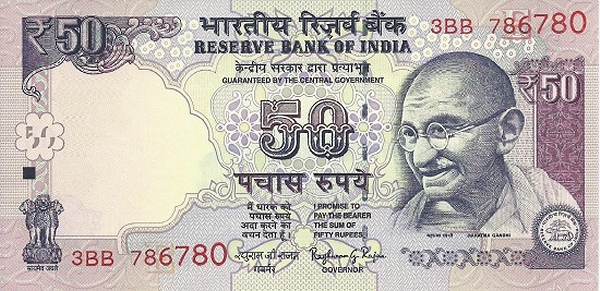 ₹50
भारतीय रिज़र्व बैंक
3BB 786780
RESERVE BANK OF INDIA
केन्द्रीय सरकार द्वारा प्रत्याभूत
GUARANTEED BY THE CENTRAL GOVERNMENT
50
₹50
पचास रुपये
मैं धारक को
पचास रुपये
अदा करने का
वचन देता हूँ।
I PROMISE TO
PAY THE BEARER
THE SUM OF
FIFTY RUPEES
महात्मा गांधी
MAHATMA GANDHI
सत्यमेव जयते
3BB 786780
रघुराम जी राजन
गवर्नर
Raghuram G. Rajan
GOVERNOR